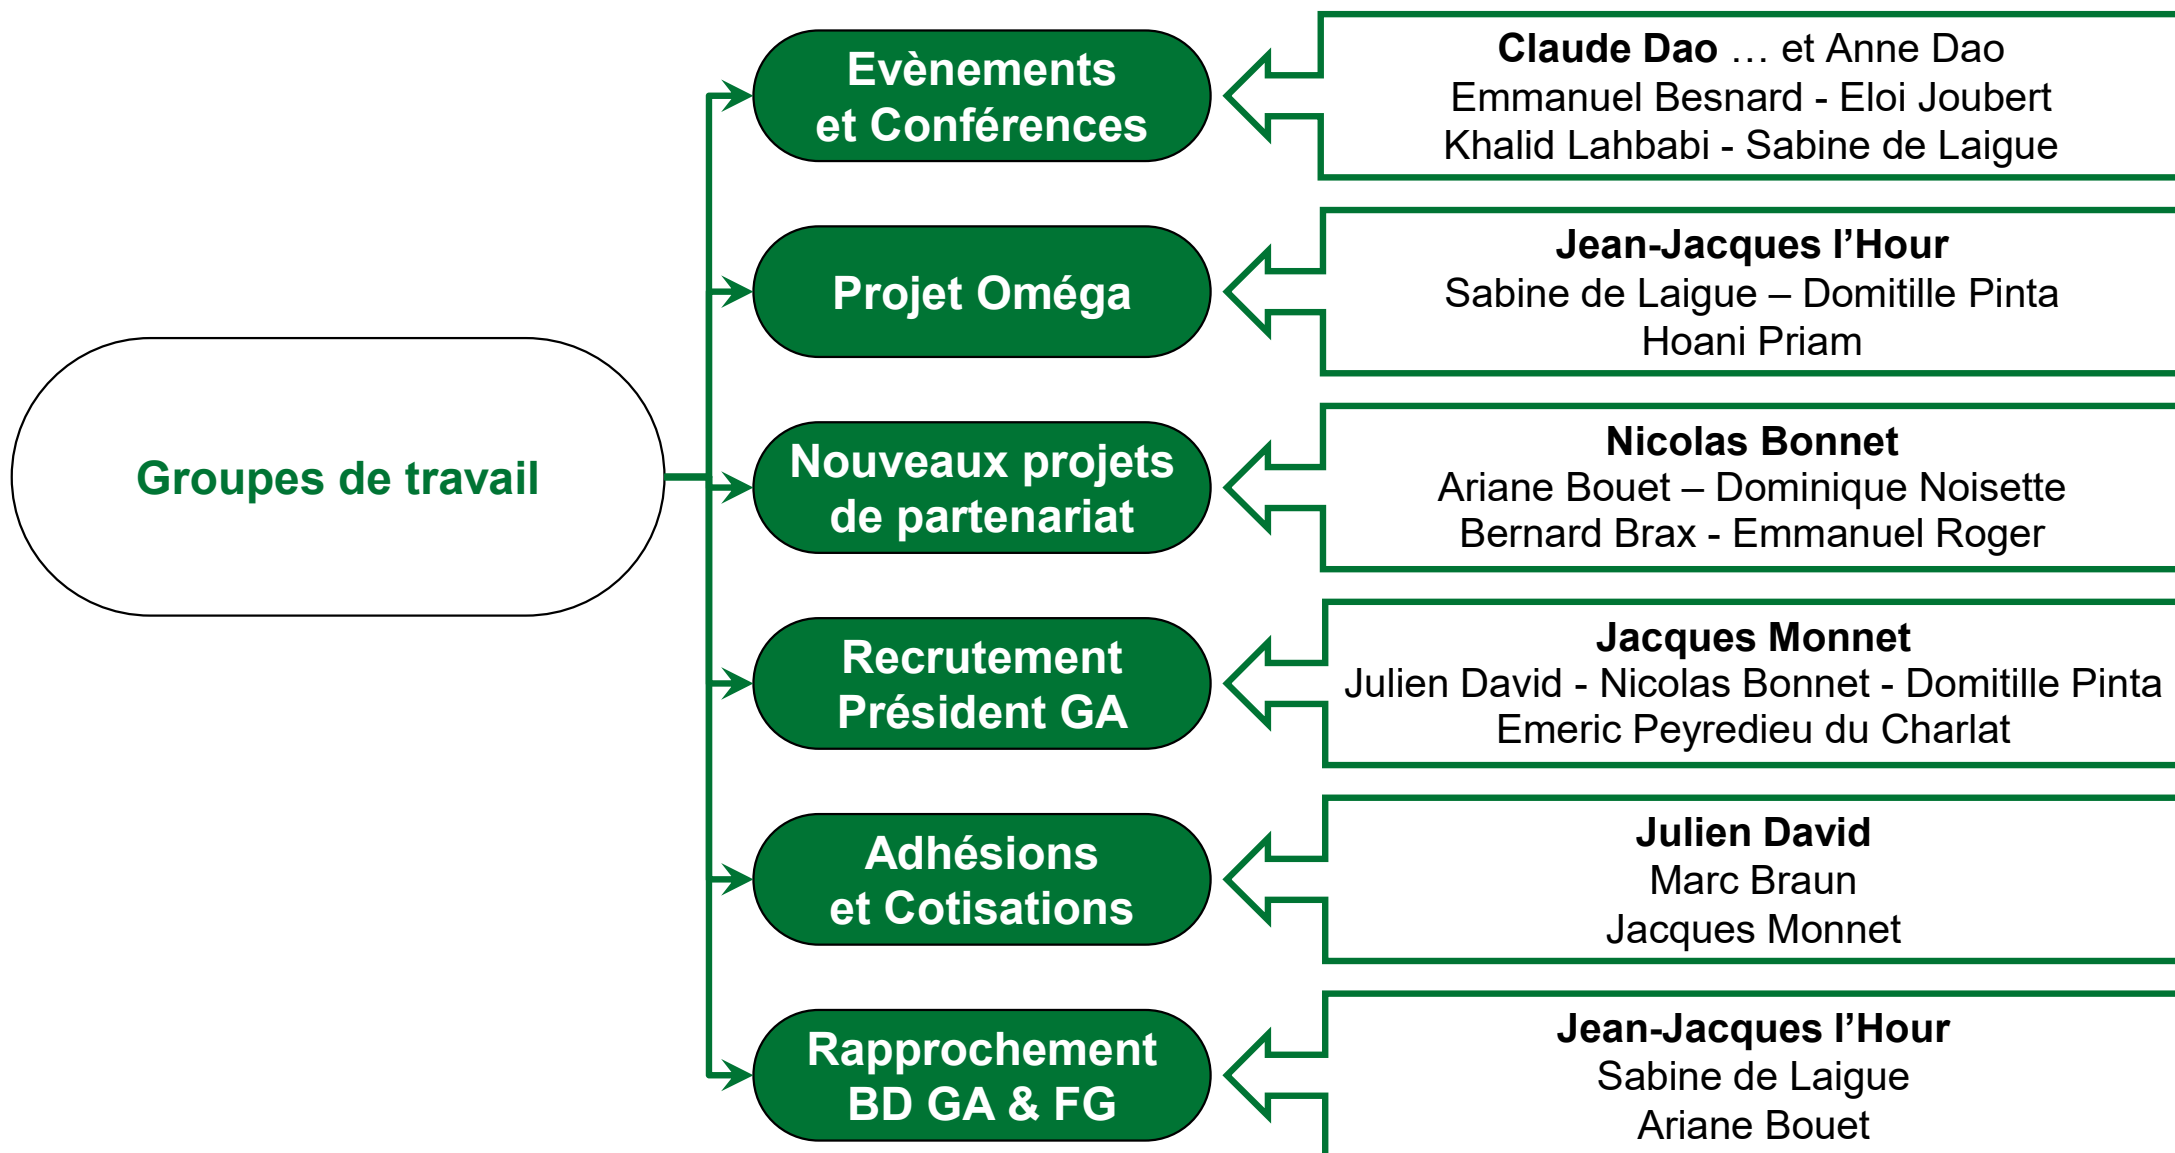 Groupes de travail
Evènements
et Conférences
Claude Dao … et Anne Dao
Emmanuel Besnard - Eloi Joubert
Khalid Lahbabi - Sabine de Laigue
Projet Oméga
Jean-Jacques l’Hour
Sabine de Laigue – Domitille Pinta
Hoani Priam
Nouveaux projets
de partenariat
Nicolas Bonnet
Ariane Bouet – Dominique Noisette
Bernard Brax - Emmanuel Roger
Recrutement
Président GA
Jacques Monnet
Julien David - Nicolas Bonnet - Domitille Pinta
Emeric Peyredieu du Charlat
Adhésions
et Cotisations
Julien David
Marc Braun
Jacques Monnet
Rapprochement
BD GA & FG
Jean-Jacques l’Hour
Sabine de Laigue
Ariane Bouet